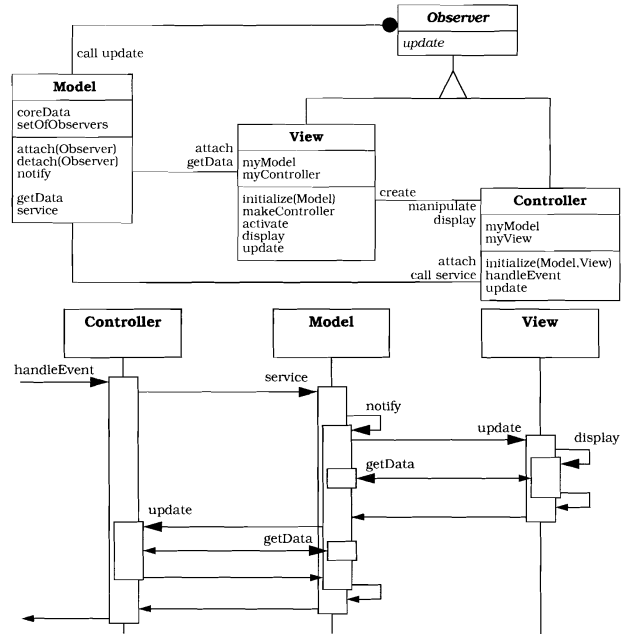 Observer
update
call update
Model
coreData
setOfObservers
attach(Observer)
detach(Observer)
notify
getData
service
attach
getData
View
myModel
myController
initialize(Model)
makeController
activate
display
update
create
manipulate
display
Controller
myModel
myView
attach
call service
initialize(Model,View)
handleEvent
update
Controller
Model
View
handleEvent
service
notify
update
display
getData
update
getData